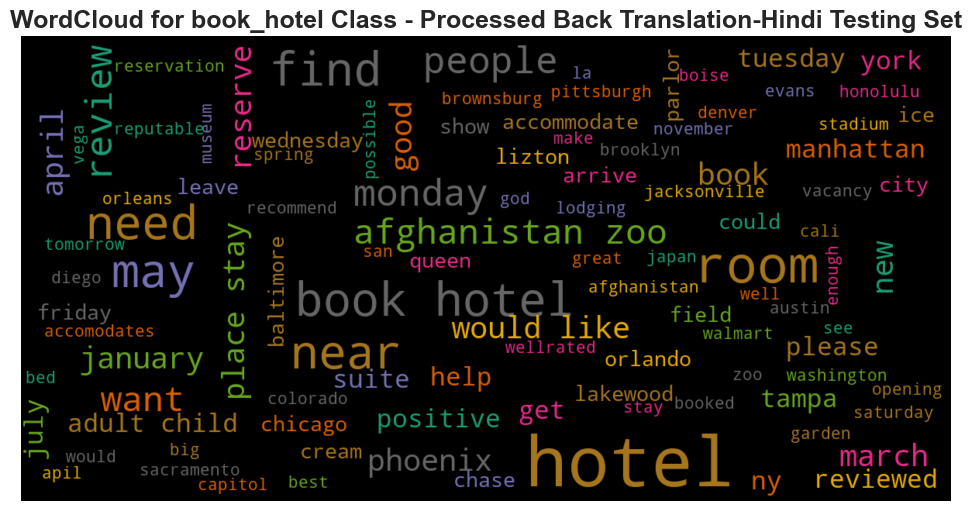 WordCloud for book_hotel Class - Processed Back Translation-Hindi Testing Set
reservation
review
reserve
find
people
la
parlor
boise
tuesday
york
brownsburg
pittsburgh
evans
honolulu
april
vega
reputable
museum
wednesday
spring
possible
good
show
accommodate
make
denver
november
stadium
ice
lizton
brooklyn
manhattan
orleans
leave
monday
god
arrive
book
jacksonville
vacancy
city
recommend
lodging
need
tomorrow
place stay
afghanistan zoo
could
cali
new
diego
may
baltimore
san
queen
great
japan
room
enough
afghanistan
well
friday
accomodates
book hotel
would like
field
austin
see
walmart
january
near
wellrated
orlando
please
bed
suite
help
zoo
washington
want
colorado
lakewood
stay
booked
tampa
opening
july
adult child
chicago
positive
get
saturday
garden
would
big
cream
phoenix
hotel
march
apil
sacramento
capitol
best
chase
ny
reviewed